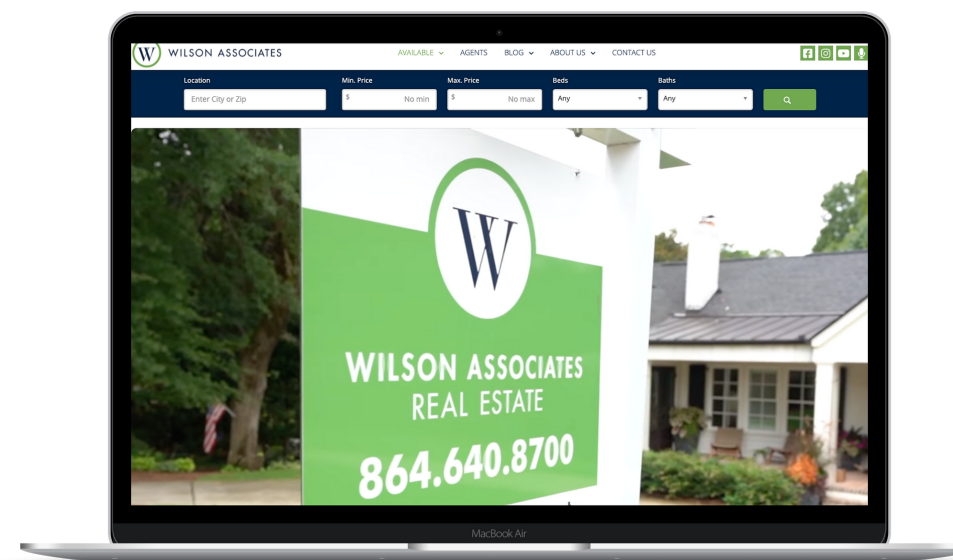 W WILSON ASSOCIATES
AVAILABLE AGENTS BLOG ABOUT US CONTACT US
Location Min. Price Max. Price Beds Baths
Enter City or Zip $ No min $ No max Any Any
W
WILSON ASSOCIATES
REAL ESTATE
864.640.8700
MacBook Air